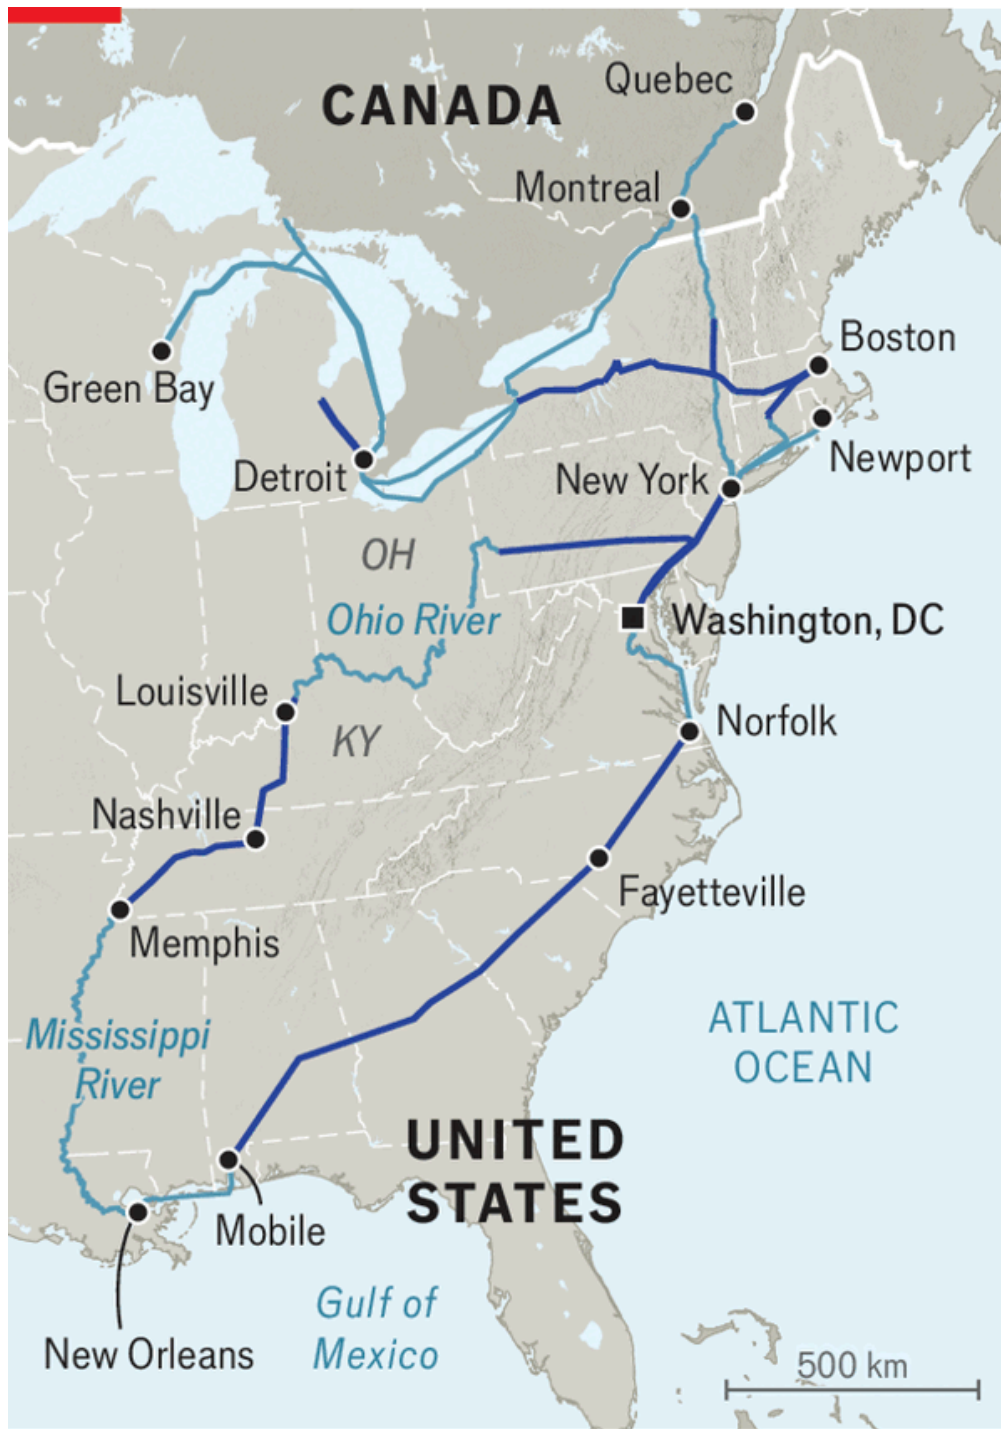 Quebec
CANADA
Montreal
Boston
Green Bay
Newport
Detroit
New York
OH
Ohio River
Washington, DC
Louisville
Norfolk
KY
Nashville
Fayetteville
Memphis
Mississippi
River
ATLANTIC
OCEAN
UNITED
STATES
Mobile
Gulf of
Mexico
New Orleans
500 km